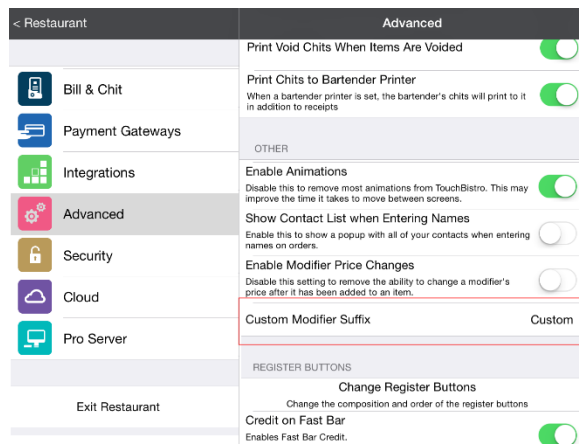 < Restaurant
Advanced
Bill & Chit
Payment Gateways
Integrations
Advanced
Security
Cloud
Pro Server
Exit Restaurant
Print Void Chits When Items Are Voided
Print Chits to Bartender Printer
When a bartender printer is set, the bartender's chits will print to it
in addition to receipts
OTHER
Enable Animations
Disable this to remove most animations from TouchBistro. This may
improve the time it takes to move between screens.
Show Contact List when Entering Names
Enable this to show a popup with all of your contacts when entering
names on orders.
Enable Modifier Price Changes
Disable this setting to remove the ability to change a modifier's
price after it has been added to an item.
Custom Modifier Suffix Custom
REGISTER BUTTONS
Change Register Buttons
Change the composition and order of the register buttons
Credit on Fast Bar
Enables Fast Bar Credit.